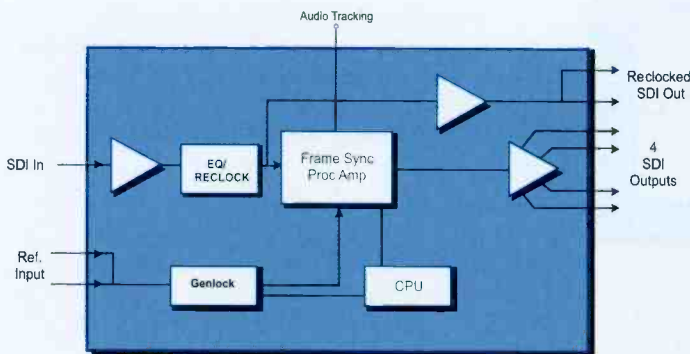 Audio Tracking
Reclocked
SDI Out
SDI In
EQ/
RECLOCK
Frame Sync
Proc Amp
4
SDI
Outputs
Ref.
Input
Genlock
CPU